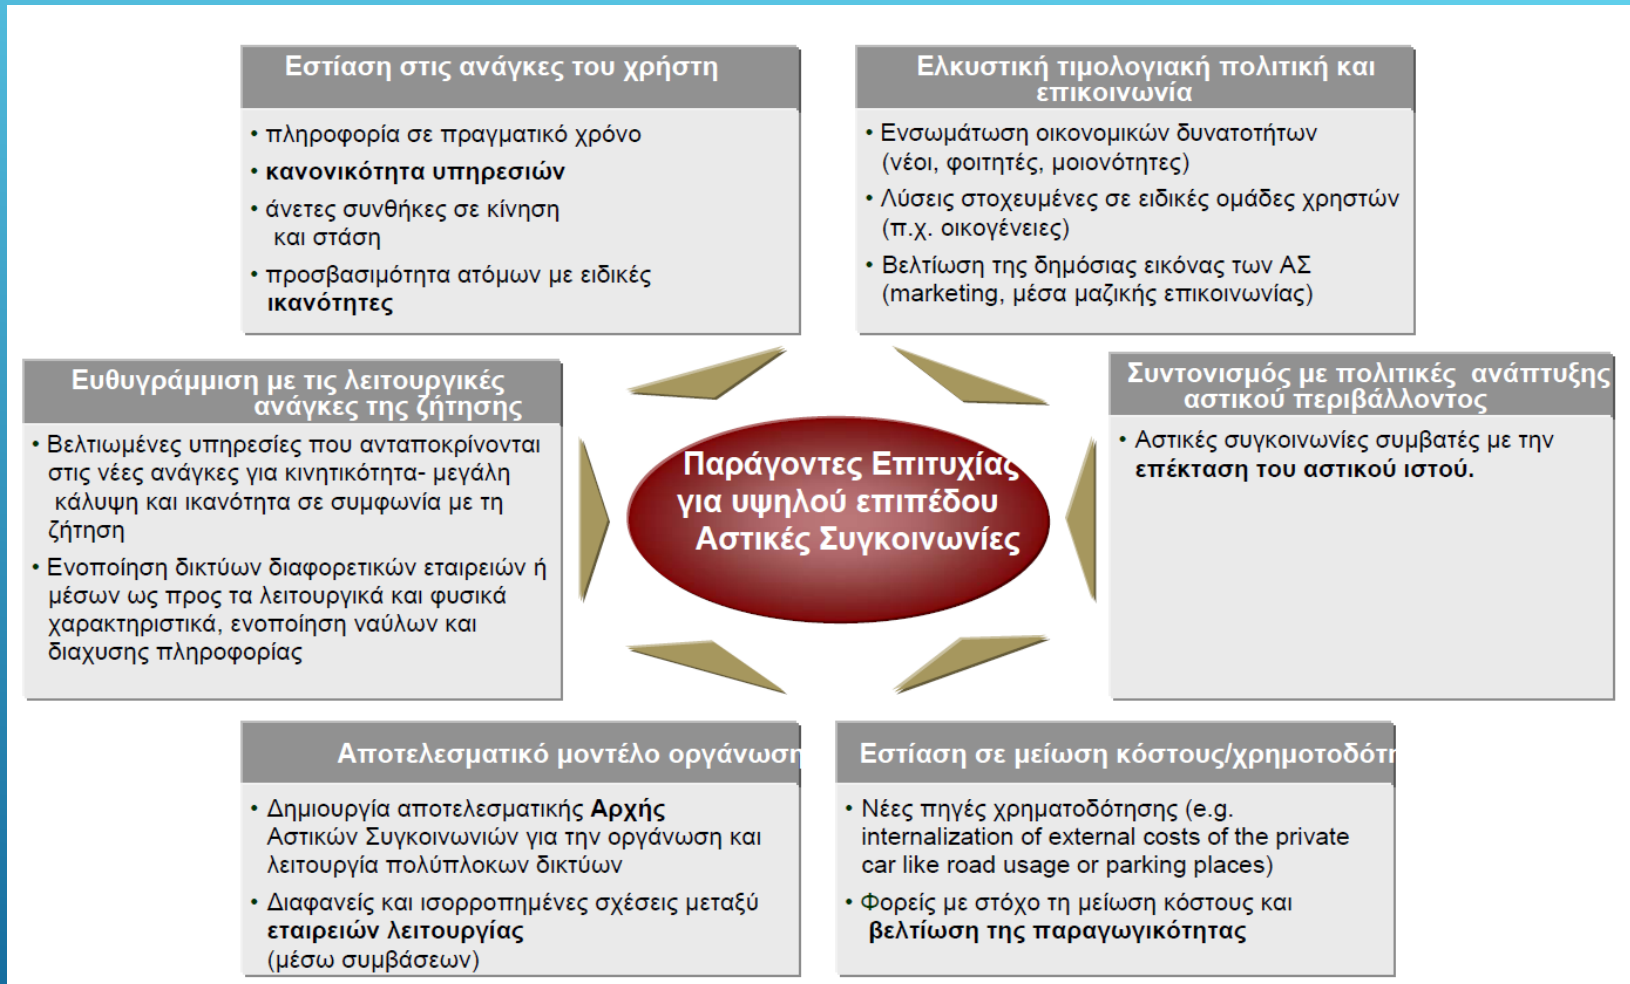 Εστίαση στις ανάγκες του χρήστη
• πληροφορία σε πραγματικό χρόνο
• κανονικότητα υπηρεσιών
• άνετες συνθήκες σε κίνηση
και στάση
• προσβασιμότητα ατόμων με ειδικές
ικανότητες
Ελκυστική τιμολογιακή πολιτική και
επικοινωνία
• Ενσωμάτωση οικονομικών δυνατοτήτων
(νέοι, φοιτητές, μοιονότητες)
• Λύσεις στοχευμένες σε ειδικές ομάδες χρηστών
(π.χ. οικογένειες)
• Βελτίωση της δημόσιας εικόνας των ΑΣ
(marketing, μέσα μαζικής επικοινωνίας)
Ευθυγράμμιση με τις λειτουργικές
ανάγκες της ζήτησης
• Βελτιωμένες υπηρεσίες που ανταποκρίνονται
στις νέες ανάγκες για κινητικότητα- μεγάλη
κάλυψη και ικανότητα σε συμφωνία με τη
ζήτηση
• Ενοποίηση δικτύων διαφορετικών εταιρειών ή
μέσων ως προς τα λειτουργικά και φυσικά
χαρακτηριστικά, ενοποίηση ναύλων και
διαχυσης πληροφορίας
Παράγοντες Επιτυχίας
για υψηλού επιπέδου
Αστικές Συγκοινωνίες
Συντονισμός με πολιτικές ανάπτυξης
αστικού περιβάλλοντος
• Αστικές συγκοινωνίες συμβατές με την
επέκταση του αστικού ιστού.
Αποτελεσματικό μοντέλο οργάνωση
• Δημιουργία αποτελεσματικής Αρχής
Αστικών Συγκοινωνιών για την οργάνωση και
λειτουργία πολύπλοκων δικτύων
• Διαφανείς και ισορροπημένες σχέσεις μεταξύ
εταιρειών λειτουργίας
(μέσω συμβάσεων)
Εστίαση σε μείωση κόστους/χρημοτοδότη
• Νέες πηγές χρηματοδότησης (e.g.
internalization of external costs of the private
car like road usage or parking places)
• Φορείς με στόχο τη μείωση κόστους και
βελτίωση της παραγωγικότητας